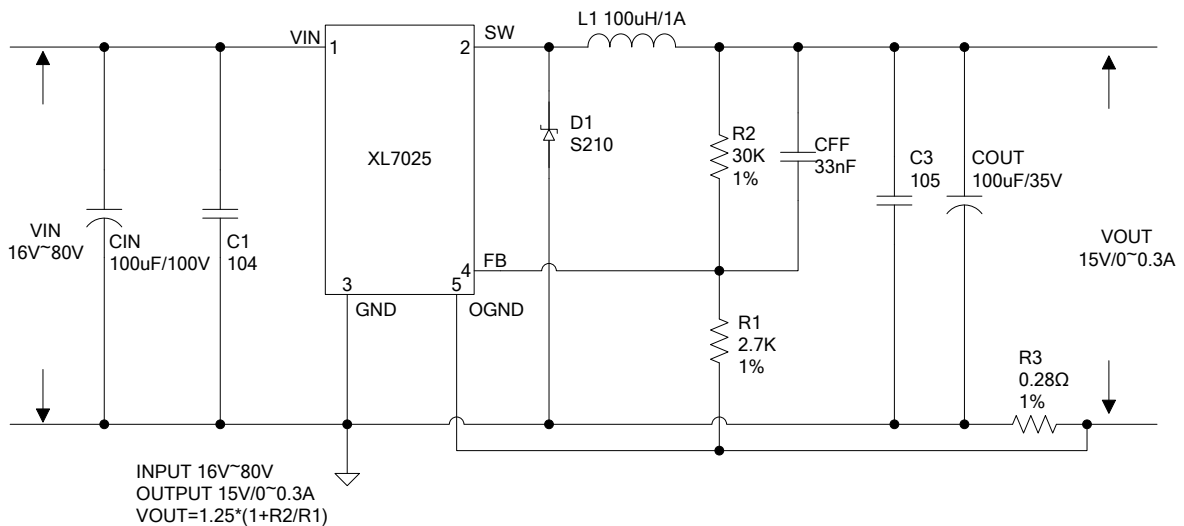 L1 100uH/1A
VIN
1
2
SW
D1
S210
R2
30K
1%
CFF
33nF
C3
105
COUT
100uF/35V
XL7025
VIN
16V~80V
CIN
100uF/100V
C1
104
VOUT
15V/0~0.3A
4
FB
3
5
GND
OGND
R1
2.7K
1%
R3
0.28Ω
1%
INPUT 16V~80V
OUTPUT 15V/0~0.3A
VOUT=1.25*(1+R2/R1)